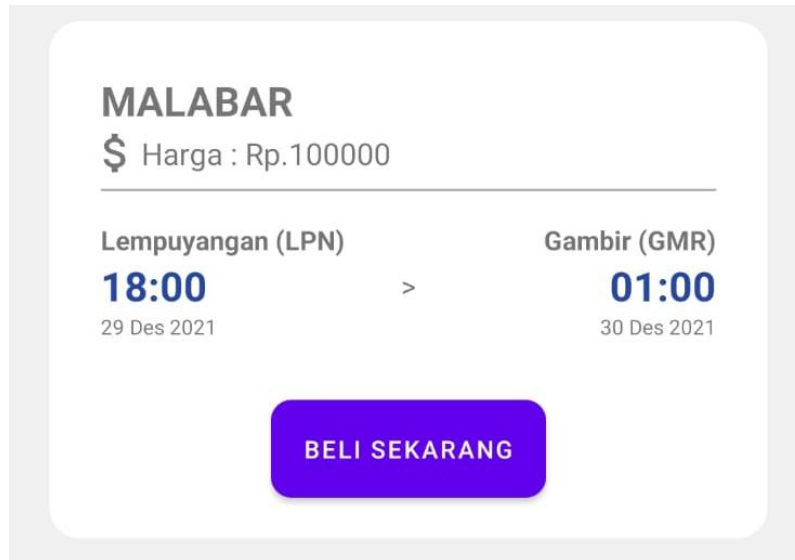 MALABAR
$ Harga : Rp.100000
Lempuyangan (LPN) Gambir (GMR)
18:00 > 01:00
29 Des 2021 30 Des 2021
BELI SEKARANG